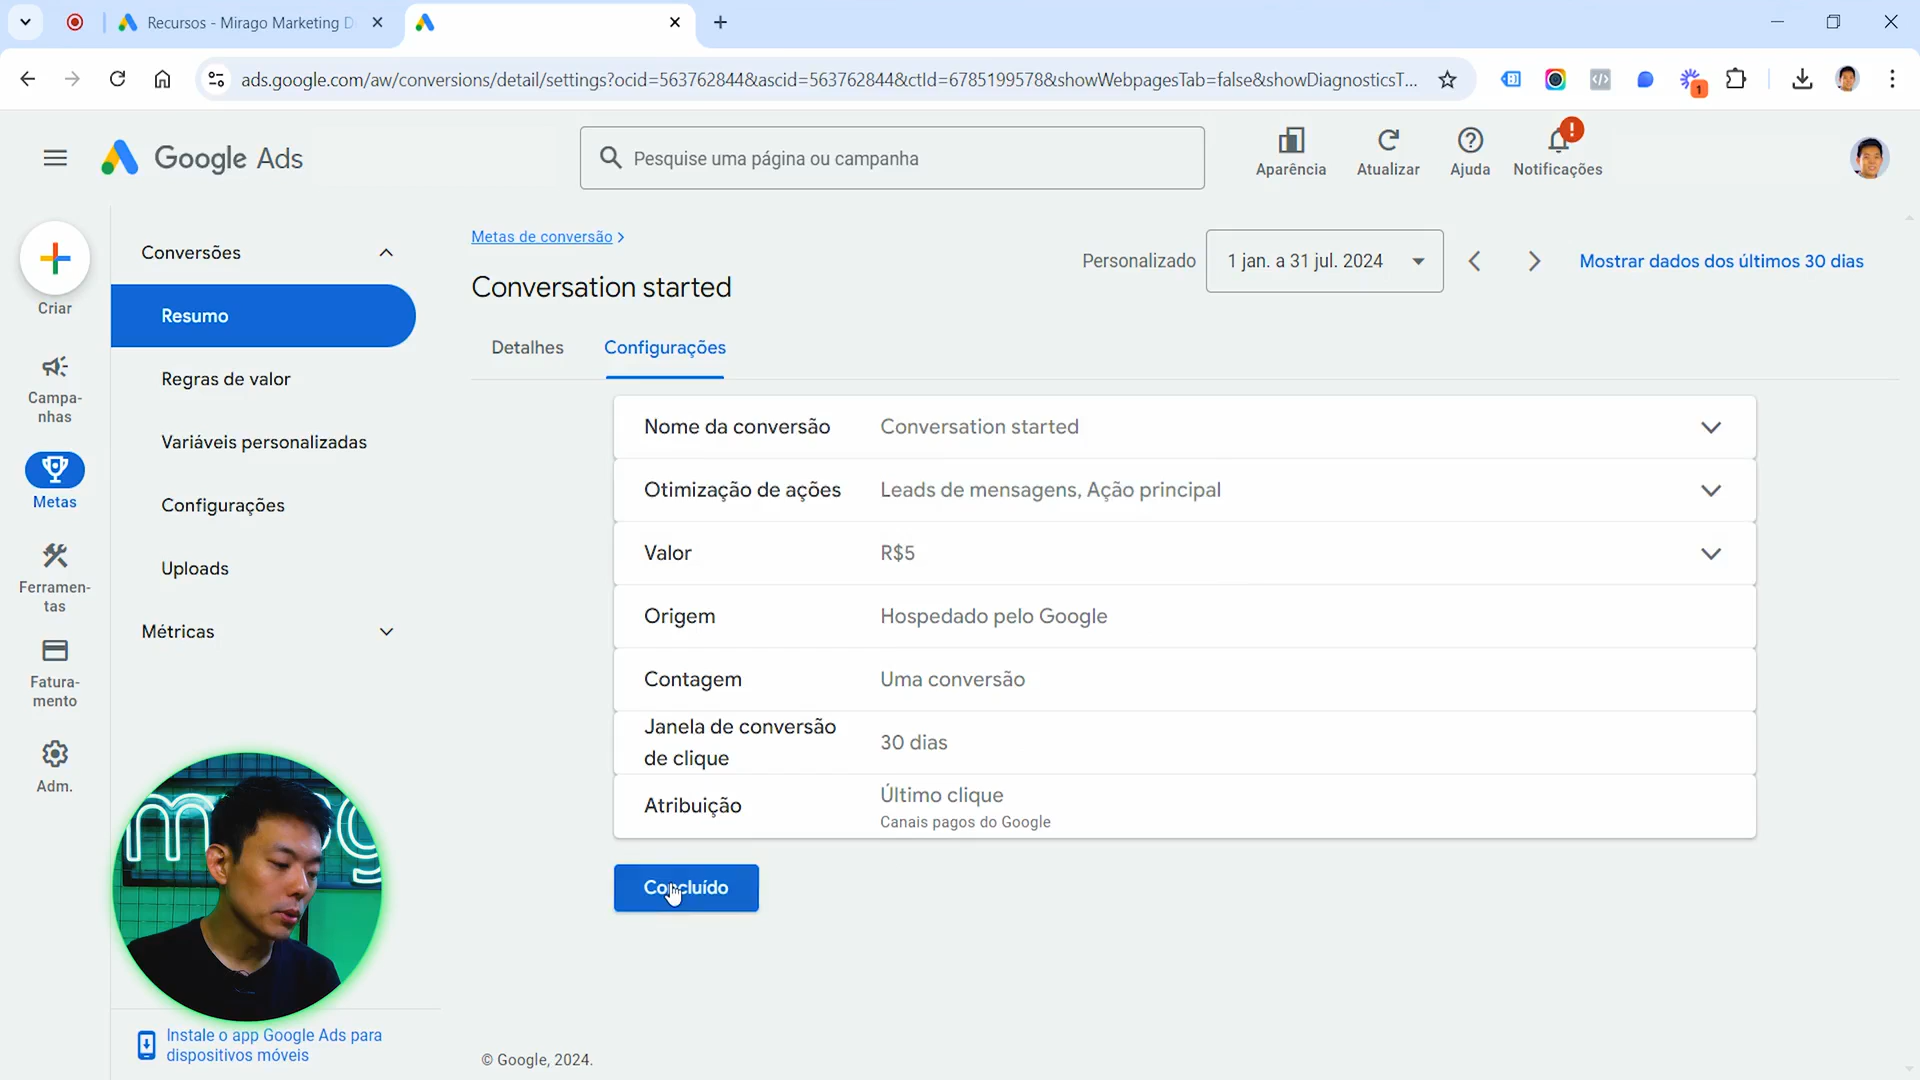 Recursos - Mirago Marketing D
ads.google.com/aw/conversions/detail/settings?ocid=563762844&ascid=563762844&ctId=6785199578&showWebpagesTab=false&showDiagnosticsT...
1
Google Ads
Pesquise uma página ou campanha
Aparência
Atualizar
Ajuda
!
Notificações
Criar
Campa-
nhas
Metas
Ferramen-
tas
Fatura-
mento
Adm.
Conversões
Resumo
Regras de valor
Variáveis personalizadas
Configurações
Uploads
Métricas
Instale o app Google Ads para
dispositivos móveis
Metas de conversão
Conversation started
Personalizado
1 jan. a 31 jul. 2024
Mostrar dados dos últimos 30 dias
Detalhes
Configurações
Nome da conversão
Conversation started
Otimização de ações
Leads de mensagens, Ação principal
Valor
R$5
Origem
Hospedado pelo Google
Contagem
Uma conversão
Janela de conversão
de clique
30 dias
Atribuição
Último clique
Canais pagos do Google
Concluído
© Google, 2024.